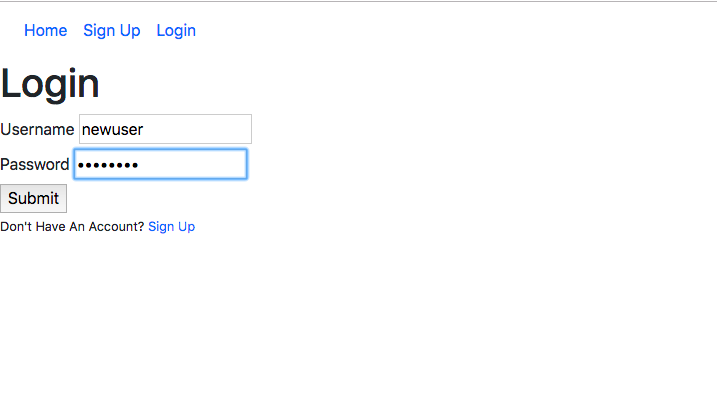 Home Sign Up Login
Login
Username newuser
Password ••••••••
Submit
Don't Have An Account? Sign Up